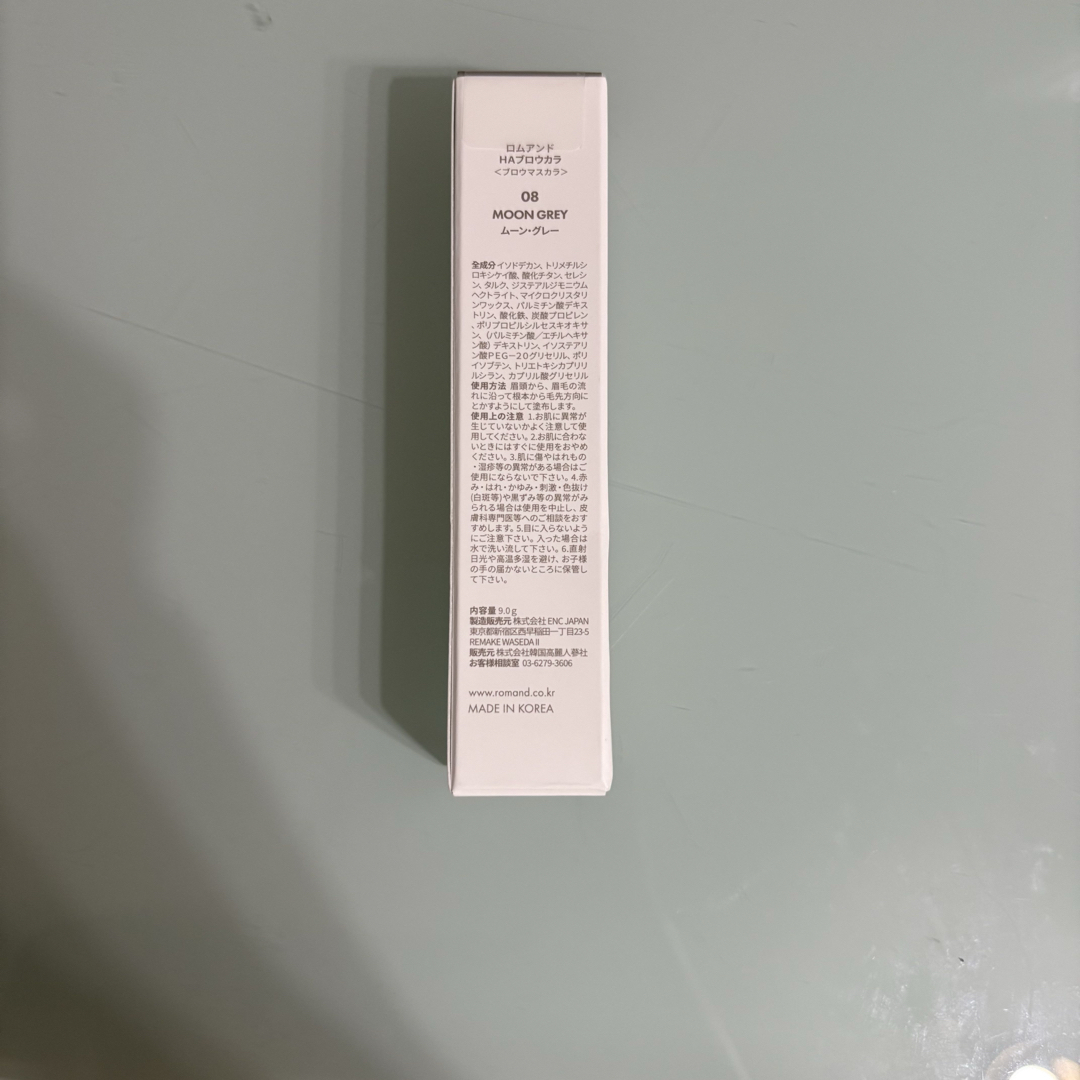 ロムアンド
HAブロウカラ
＜ブロウマスカラ＞
08
MOON GREY
ムーン・グレー
全成分 イソドデカン、トリメチルシ
ロキシケイ酸、酸化チタン、セレシ
ン、タルク、ジステアルジモニウム
ヘクトライト、マイクロクリスタリ
ンワックス、パルミチン酸デキス
トリン、酸化鉄、炭酸プロピレン
、ポリプロピルシルセスキオキサ
ン、（パルミチン酸／エチルヘキサ
ン酸）デキストリン、イソステアリ
ン酸ＰＥＧ－２０グリセリル、ポリ
イソブテン、トリエトキシカプリリ
ルシラン、カプリル酸グリセリル
使用方法 眉頭から、眉毛の流
れに沿って根本から毛先方向に
とかすようにして塗布します。
使用上の注意 1.お肌に異常が
生じていないかよく注意して使
用してください。2.お肌に合わな
いときにはすぐに使用をおやめ
ください。3.肌に傷やはれもの
・湿疹等の異常がある場合はご
使用にならないで下さい。4.赤
み・はれ・かゆみ・刺激・色抜け
(白斑等)や黒ずみ等の異常がみ
られる場合は使用を中止し、皮
膚科専門医等へのご相談をおす
すめします。5.目に入らないよう
にご注意下さい。入った場合は
水で洗い流して下さい。6.直射
日光や高温多湿を避け、お子様
の手の届かないところに保管し
て下さい。
内容量 9.0ｇ
製造販売元 株式会社 ENC JAPAN
東京都新宿区西早稲田一丁目23-5
REMAKE WASEDA II
販売元 株式会社韓国高麗人蔘社
お客様相談室 03-6279-3606
www.romand.co.kr
MADE IN KOREA